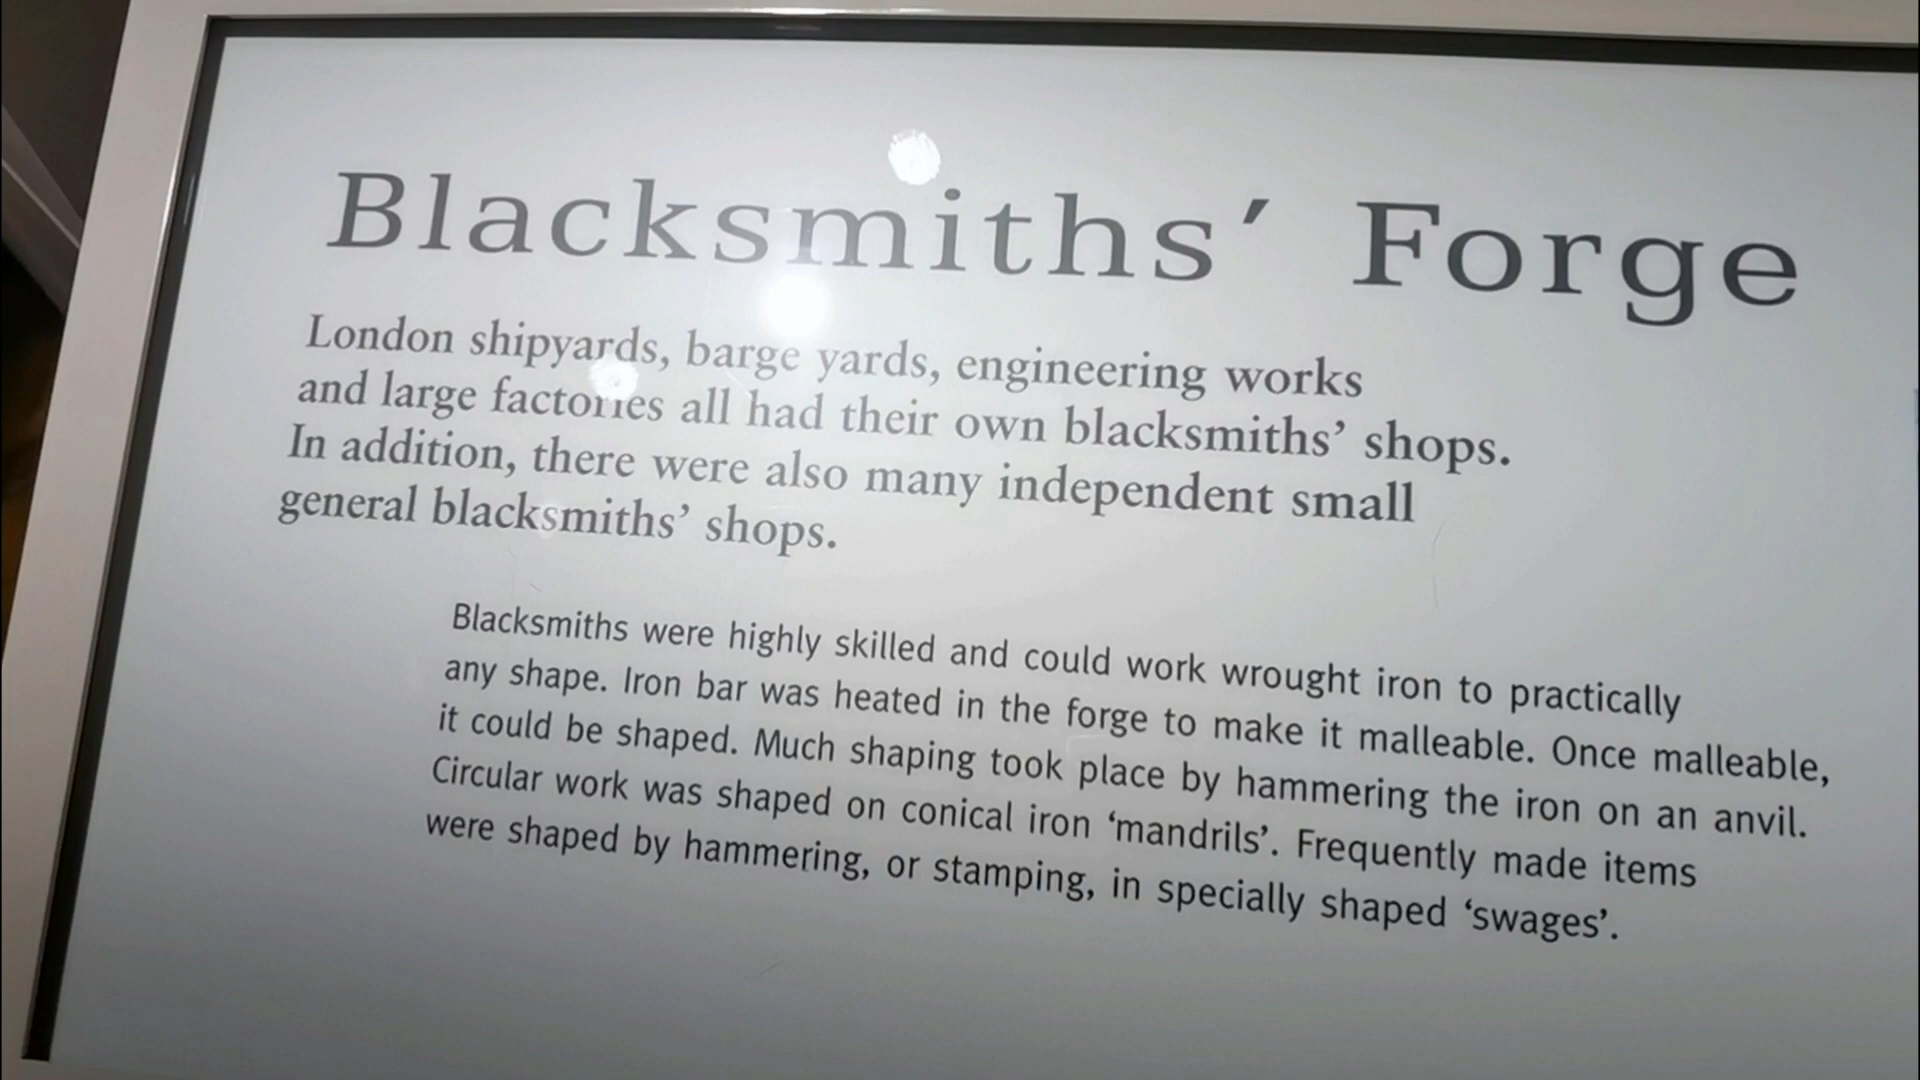 Blacksmiths’ Forge
London shipyards, barge yards, engineering works
and large factories all had their own blacksmiths’ shops.
In addition, there were also many independent small
general blacksmiths’ shops.
Blacksmiths were highly skilled and could work wrought iron to practically
any shape. Iron bar was heated in the forge to make it malleable. Once malleable,
it could be shaped. Much shaping took place by hammering the iron on an anvil.
Circular work was shaped on conical iron ‘mandrils’. Frequently made items
were shaped by hammering, or stamping, in specially shaped ‘swages’.